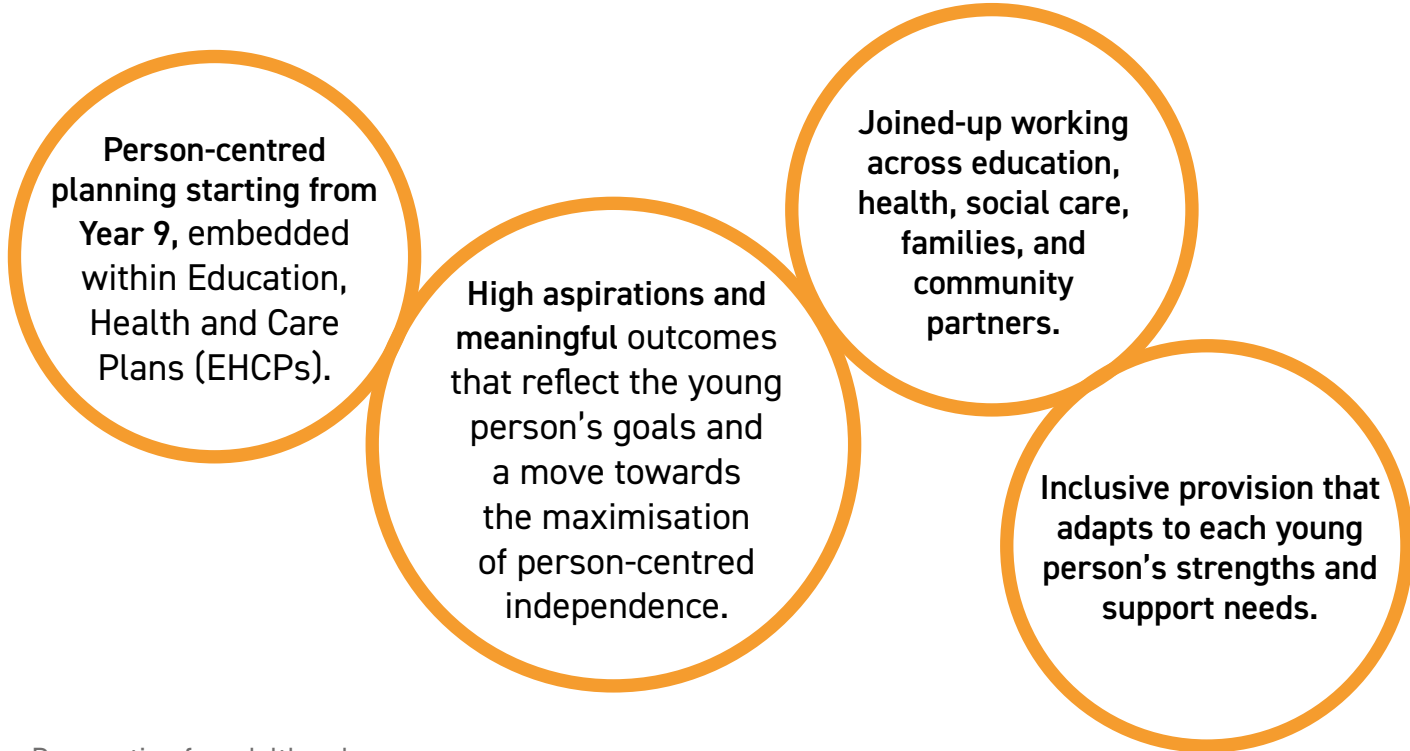 Person-centred
planning starting from
Year 9, embedded
within Education,
Health and Care
Plans (EHCPs).
High aspirations and
meaningful outcomes
that reflect the young
person's goals and
a move towards
the maximisation
of person-centred
independence.
Joined-up working
across education,
health, social care,
families, and
community
partners.
Inclusive provision that
adapts to each young
person's strengths and
support needs.